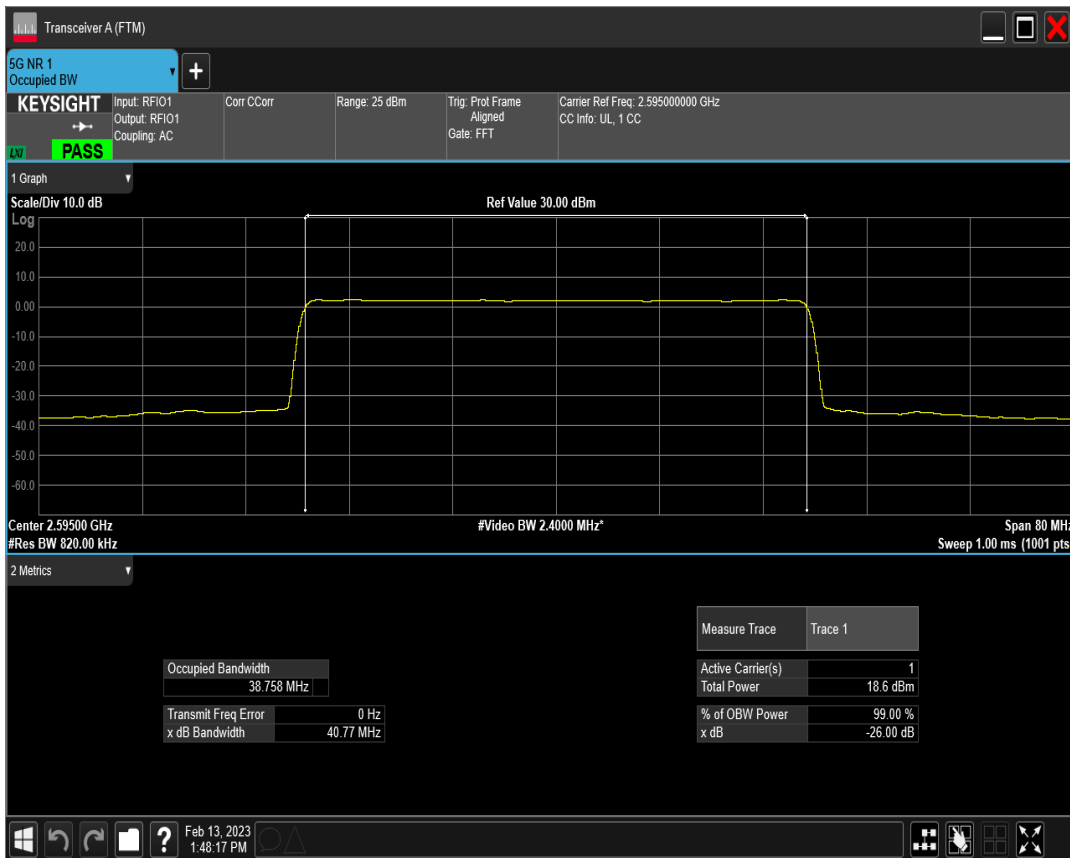 Transceiver A (FTM)
5G NR 1
Occupied BW
+
KEYSIGHT
LXI
PASS
Input: RFIO1
Output: RFIO1
Coupling: AC
Corr CCorr
Range: 25 dBm
Trig: Prot Frame
Aligned
Gate: FFT
Carrier Ref Freq: 2.595000000 GHz
CC Info: UL, 1 CC
1 Graph
Scale/Div 10.0 dB
Ref Value 30.00 dBm
Log
20.0
10.0
0.00
-10.0
-20.0
-30.0
-40.0
-50.0
-60.0
Center 2.59500 GHz
#Video BW 2.4000 MHz*
Span 80 MHz
#Res BW 820.00 kHz
Sweep 1.00 ms (1001 pts
2 Metrics
Measure Trace Trace 1
Occupied Bandwidth
38.758 MHz
Active Carrier(s) 1
Total Power 18.6 dBm
Transmit Freq Error 0 Hz
x dB Bandwidth 40.77 MHz
% of OBW Power 99.00 %
x dB -26.00 dB
?
Feb 13, 2023
1:48:17 PM